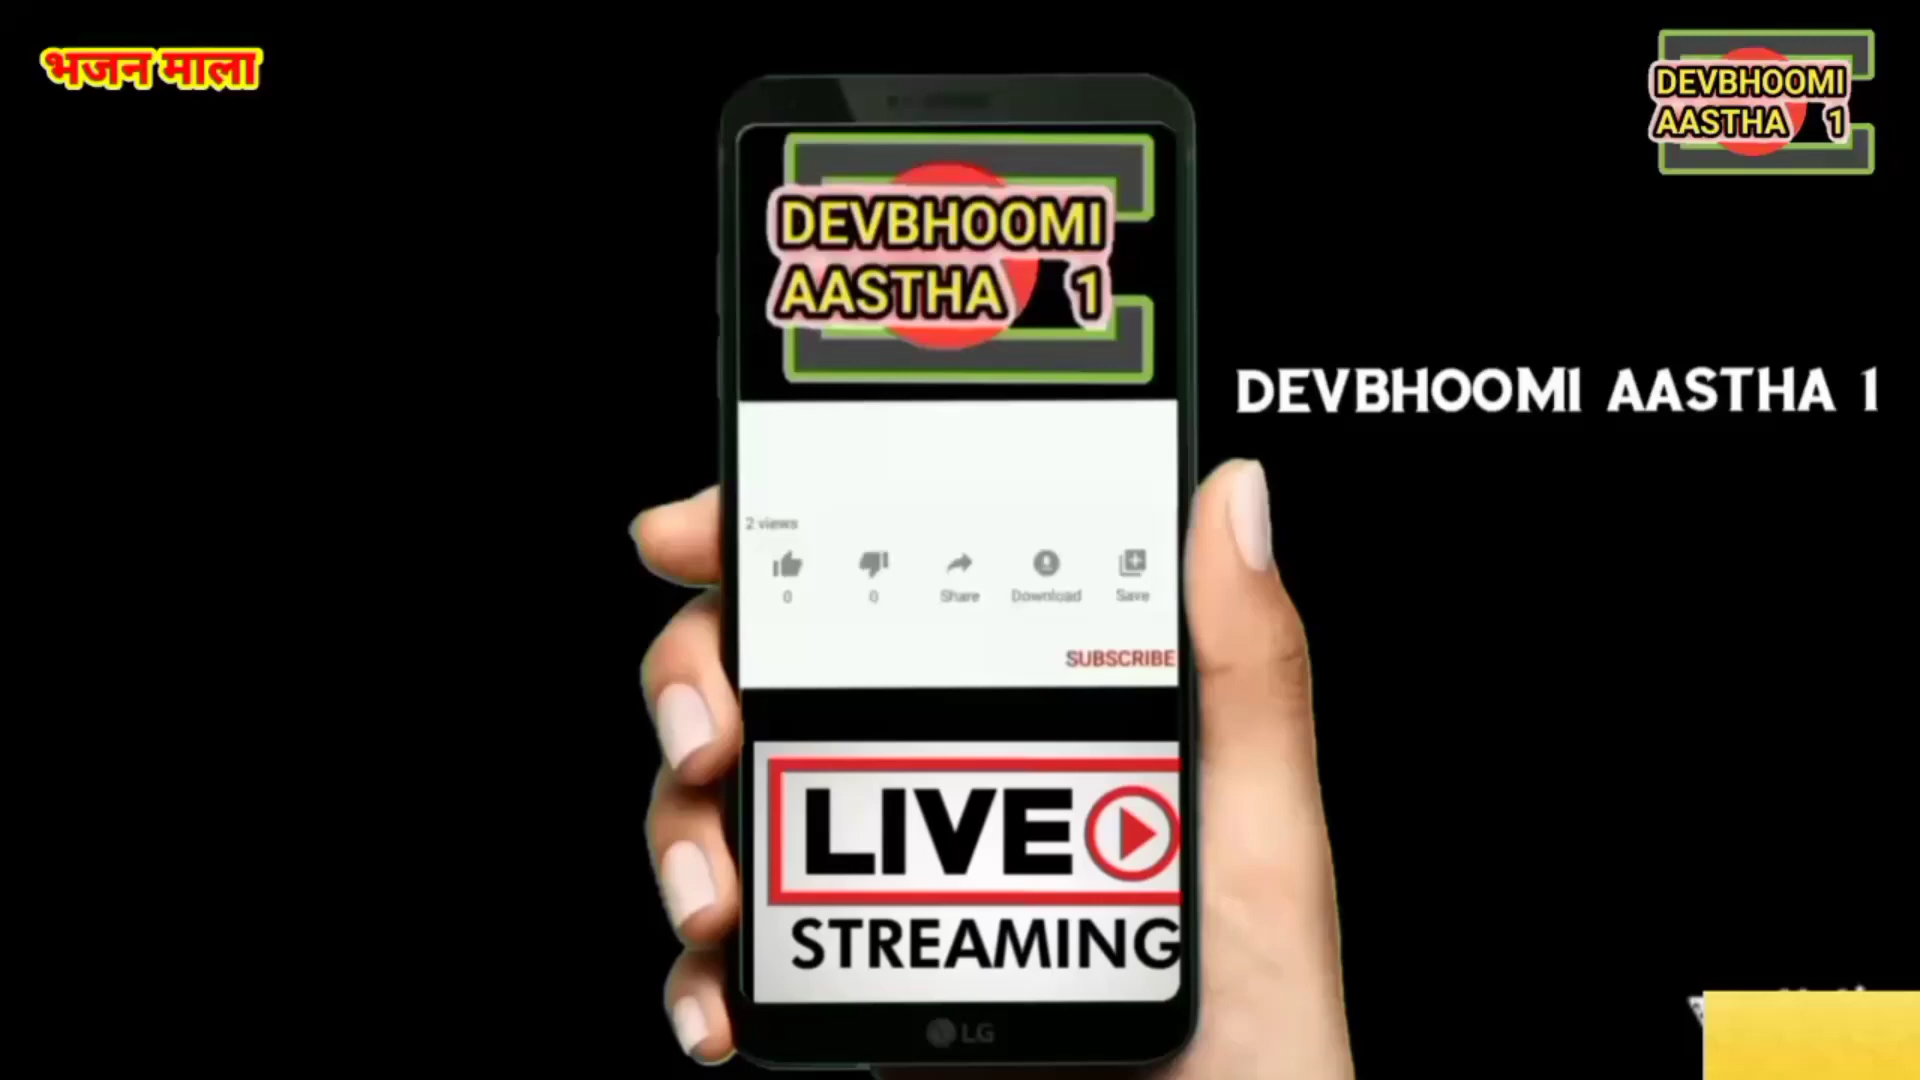 भजन माला
DEVBHOOMI
AASTHA 1
DEVBHOOMI
AASTHA 1
DEVBHOOMI AASTHA 1
2 views
0
0
Share
Download
Save
SUBSCRIBE
LIVE
STREAMING
LG